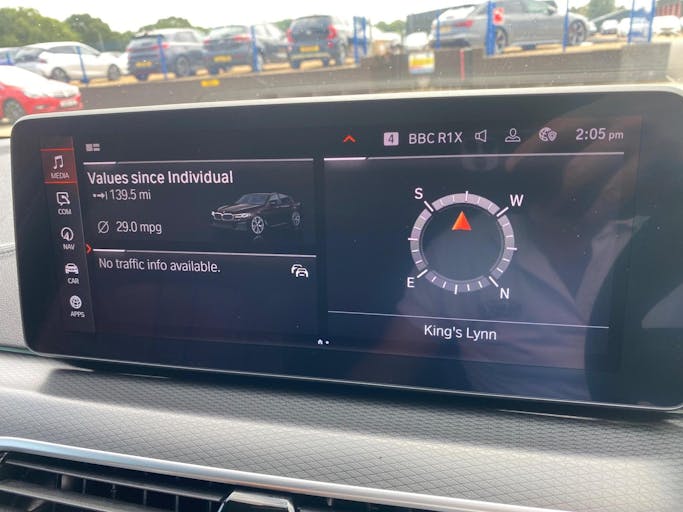 4 BBC R1X 2:05 pm
MEDIA
COM
NAV
CAR
APPS
Values since Individual
139.5 mi
Ø 29.0 mpg
No traffic info available.
S
W
E
N
King's Lynn